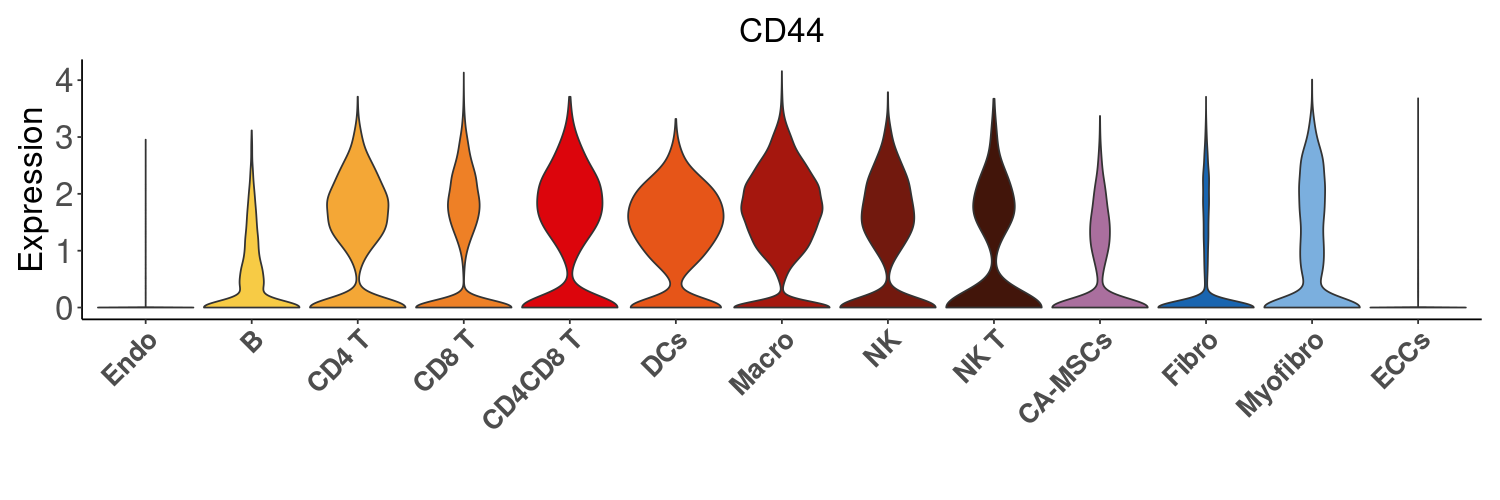 CD44
Expression
4
3
2
1
0
Endo
B
CD4 T
CD8 T
CD4CD8 T
DCs
Macro
NK
NK T
CA-MSCs
Fibro
Myofibro
ECCs